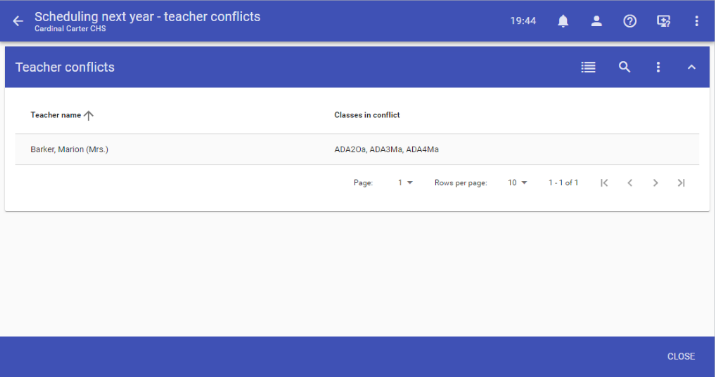 Scheduling next year - teacher conflicts
Cardinal Carter CHS
19:44
Teacher conflicts
Teacher name Classes in conflict
Barker, Marion (Mrs.) ADA2Oa, ADA3Ma, ADA4Ma
Page: 1 Rows per page: 10 1 - 1 of 1
CLOSE